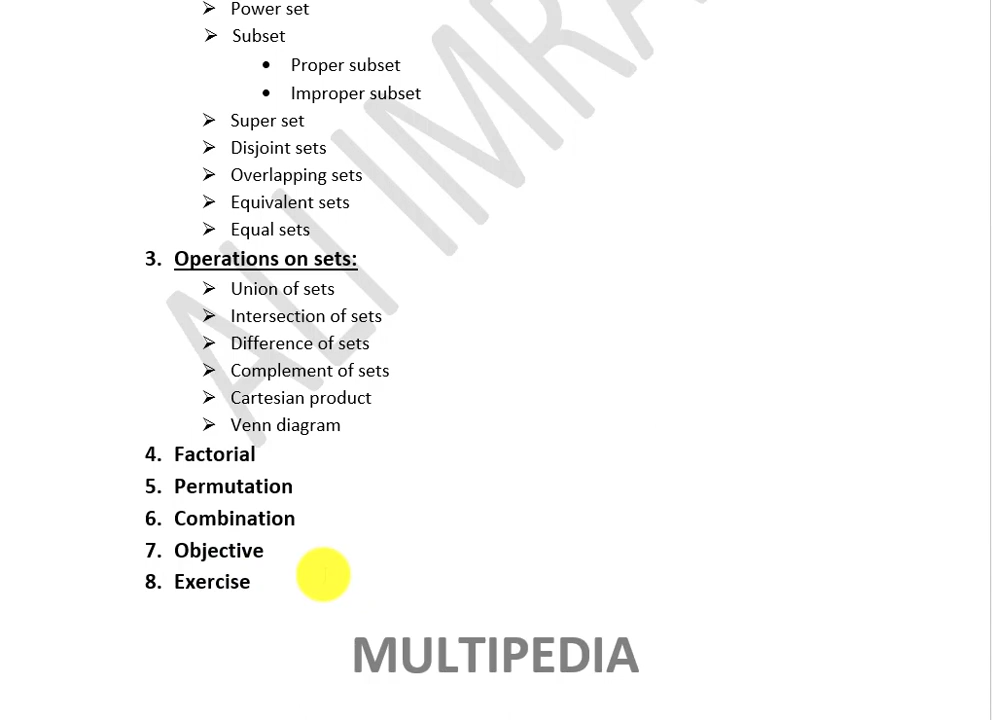 Power set
Subset
Proper subset
Improper subset
Super set
Disjoint sets
Overlapping sets
Equivalent sets
Equal sets
3. Operations on sets:
Union of sets
Intersection of sets
Difference of sets
Complement of sets
Cartesian product
Venn diagram
4. Factorial
5. Permutation
6. Combination
7. Objective
8. Exercise
MULTIPEDIA
ALI IMRA